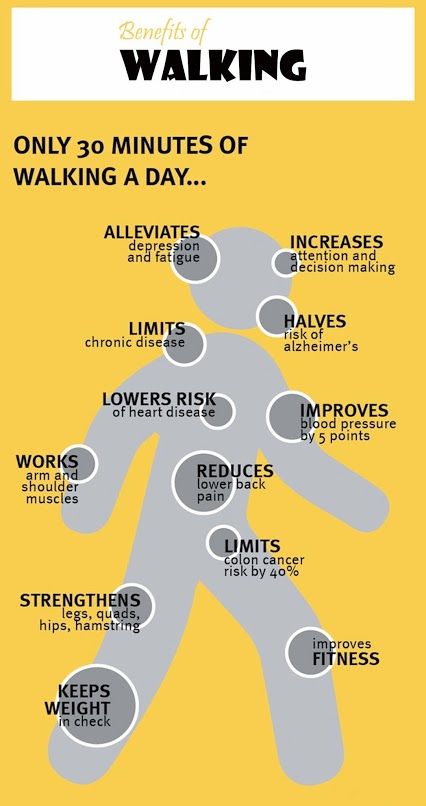 Benefits of
WALKING
ONLY 30 MINUTES OF
WALKING A DAY...
ALLEVIATES
depression
and fatigue
INCREASES
attention and
decision making
HALVES
risk of
alzheimer's
LIMITS
chronic disease
LOWERS RISK
of heart disease
IMPROVES
blood pressure
by 5 points
WORKS
arm and
shoulder
muscles
REDUCES
lower back
pain
LIMITS
colon cancer
risk by 40%
STRENGTHENS
legs, quads,
hips, hamstring
improves
FITNESS
KEEPS
WEIGHT
in check